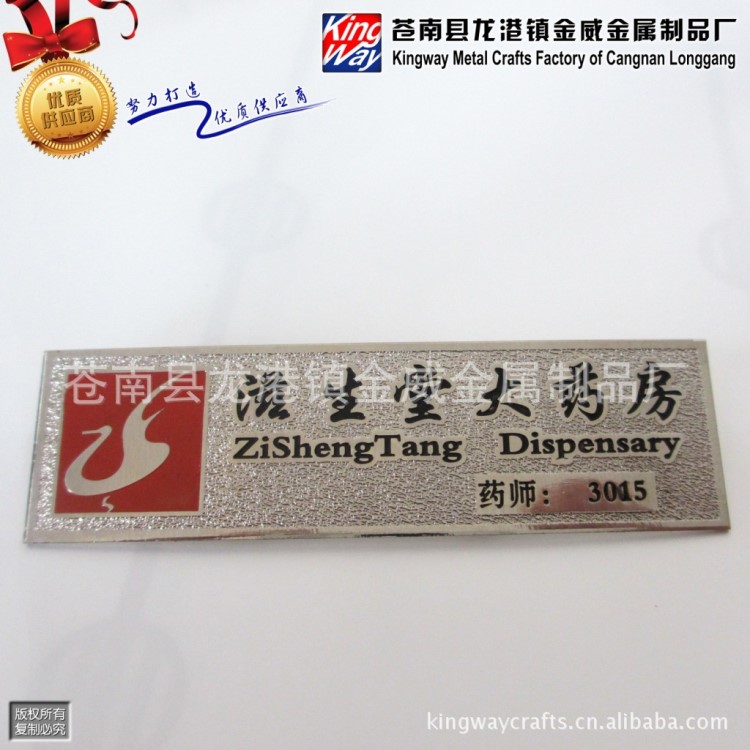 King Way
苍南县龙港镇金威金属制品厂
Kingway Metal Crafts Factory of Cangnan Longgang
优质
供应商
努力打造
优质供应商
苍南县龙港镇金威金属制品厂
滋生堂大药房
ZiShengTang Dispensary
药师： 3015
版权所有
复制必究
kingwaycrafts.cn.alibaba.com